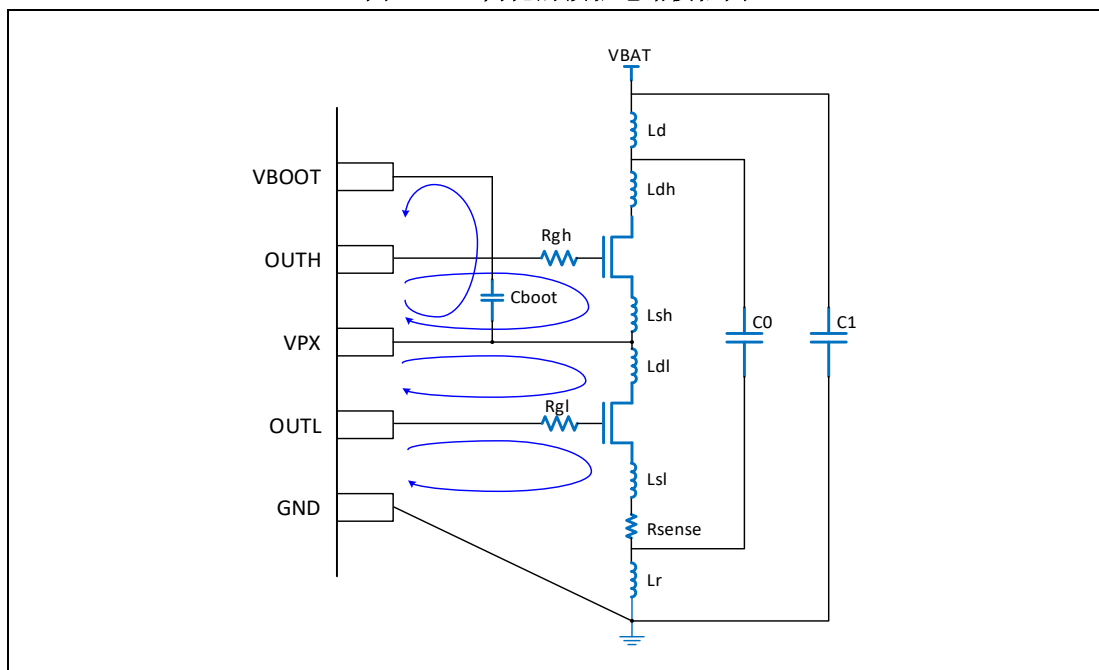 VBAT
Ld
VBOOT
Ldh
Rgh
OUTH
Cboot
Lsh
C0
C1
VPX
Ldl
Rgl
OUTL
Lsl
GND
Rsense
Lr